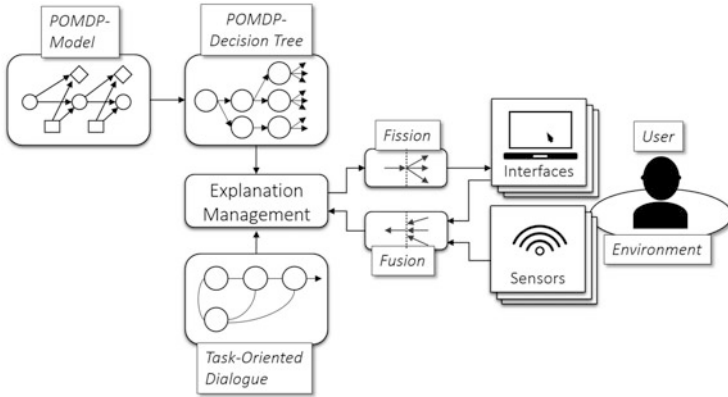 POMDP-
Model
POMDP-
Decision Tree
Fission
User
Interfaces
Explanation
Management
Fusion
Sensors
Environment
Task-Oriented
Dialogue